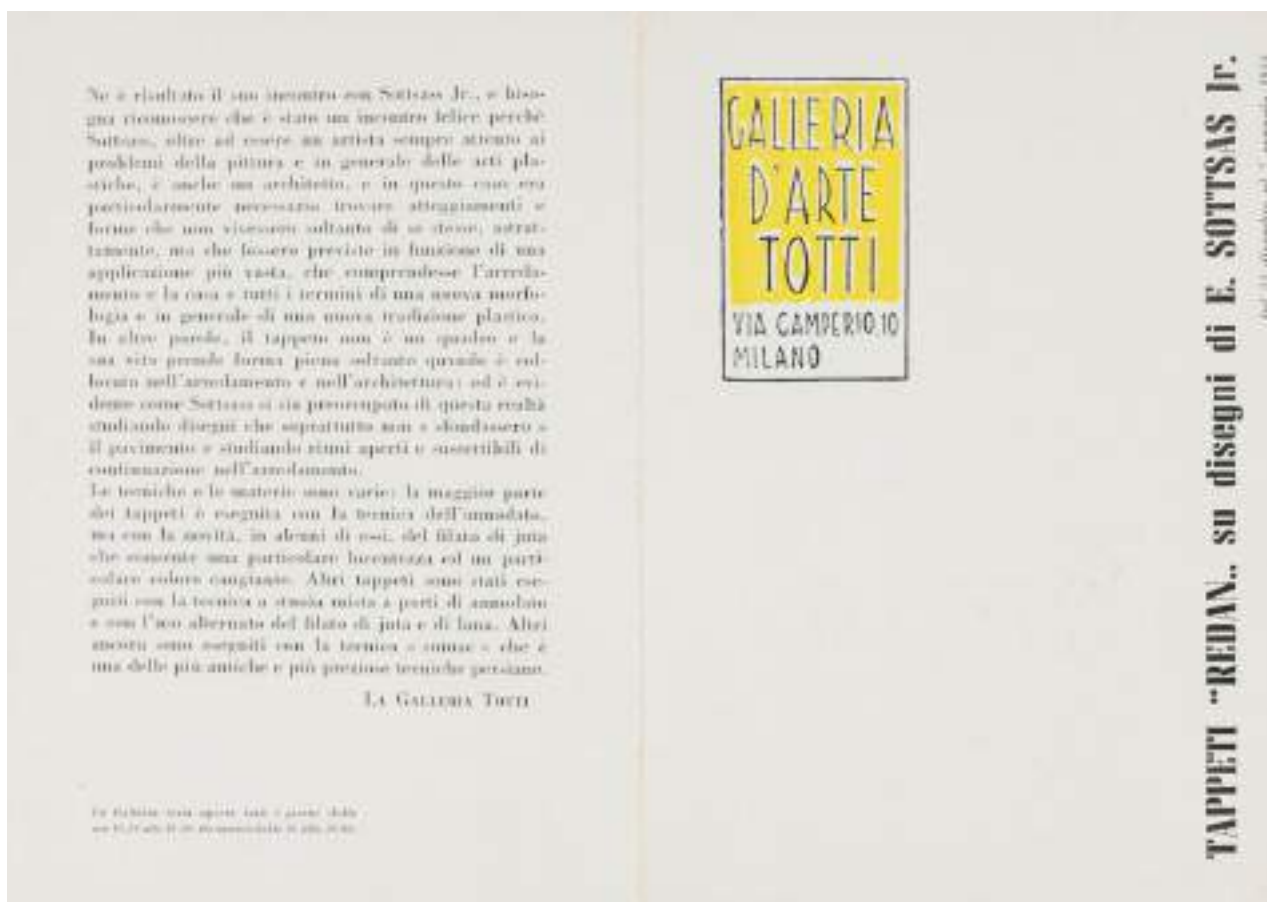 Ne è risultato il suo incontro con Sottsass Jr., e biso-
gna riconoscere che è stato un incontro felice perchè
Sottsass, oltre ad essere un artista sempre attento ai
problemi della pittura e in generale delle arti pla-
stiche, è anche un architetto, e in questo caso era
particolarmente necessario trovare atteggiamenti e
forme che non vivessero soltanto di se stesse, astrat-
tamente, ma che fossero previste in funzione di una
applicazione più vasta, che comprendesse l'arreda-
mento e la casa e tutti i termini di una nuova morfo-
logia e in generale di una nuova tradizione plastica.
In altre parole, il tappeto non è un quadro e la
sua vita prende forma piena soltanto quando è col-
locato nell'arredamento e nell'architettura: ed è evi-
dente come Sottsass si sia preoccupato di questa realtà
studiando disegni che soprattutto non « sfondassero »
il pavimento e studiando ritmi aperti e suscettibili di
continuazione nell'arredamento.
Le tecniche e le materie sono varie: la maggior parte
dei tappeti è eseguita con la tecnica dell'annodato,
ma con la novità, in alcuni di essi, del filato di juta
che consente una particolare lucentezza ed un parti-
colare colore cangiante. Altri tappeti sono stati ese-
guiti con la tecnica a stuoia mista a parti di annodato
e con l'uso alternato del filato di juta e di lana. Altri
ancora sono eseguiti con la tecnica « sumac » che è
una delle più antiche e più preziose tecniche persiane.
LA GALLERIA TOTTI
La Galleria resta aperta tutti i giorni dalle
GALLERIA
D'ARTE
TOTTI
VIA CAMPERIO, 10
MILANO
TAPPETI "REDAN„ su disegni di E. SOTTSAS Jr.